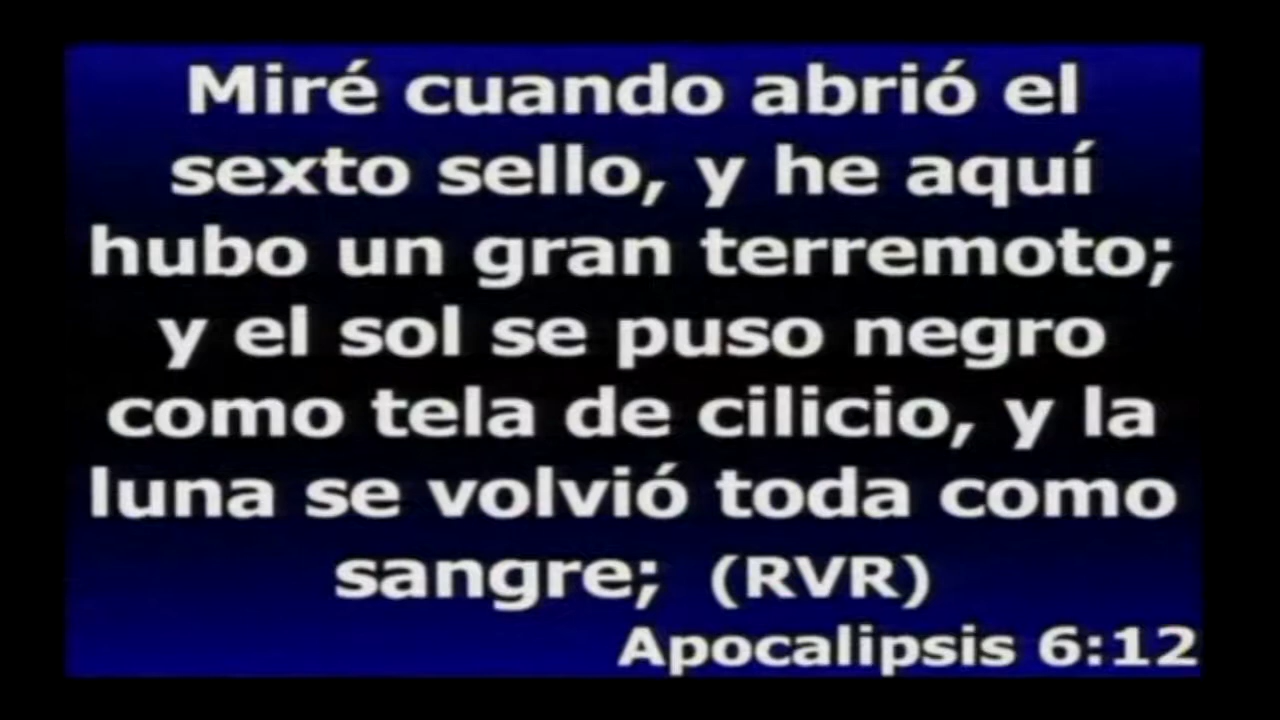 Miré cuando abrió el
sexto sello, y he aquí
hubo un gran terremoto;
y el sol se puso negro
como tela de cilicio, y la
luna se volvió toda como
sangre; (RVR)
Apocalipsis 6:12